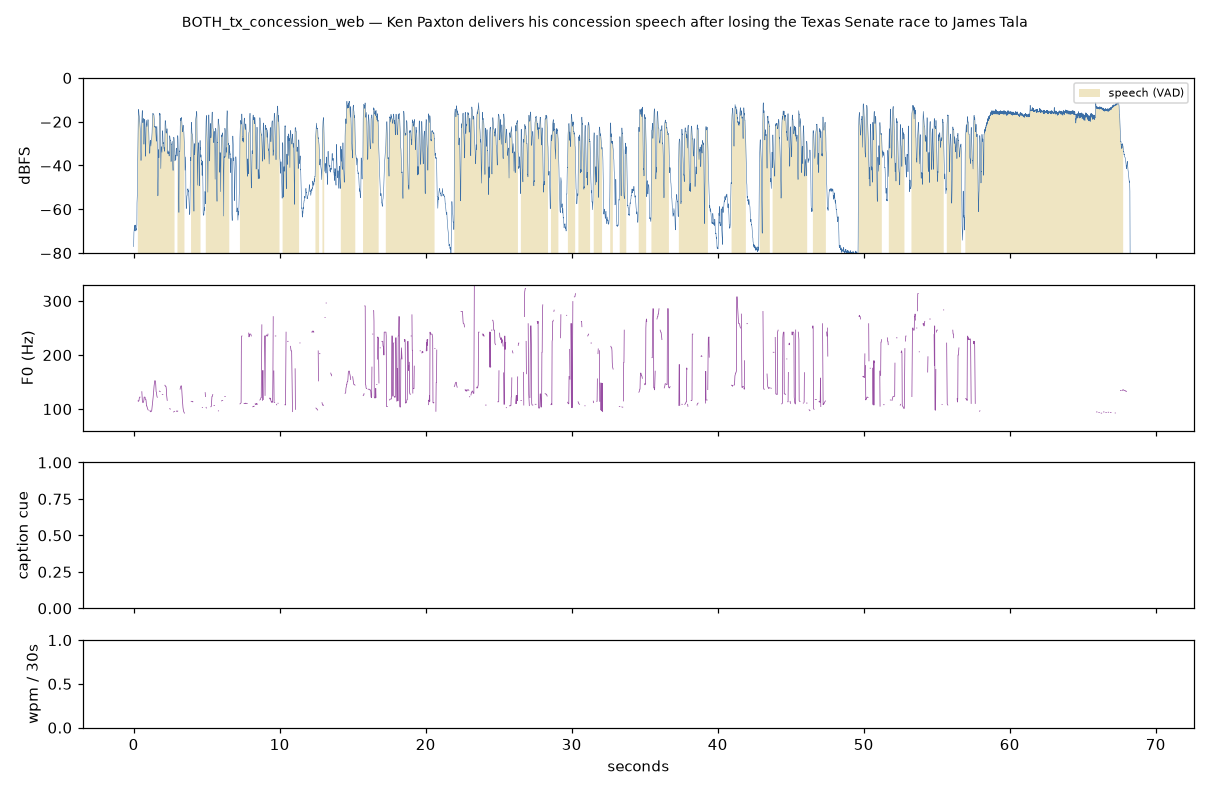 BOTH_tx_concession_web — Ken Paxton delivers his concession speech after losing the Texas Senate race to James Tala
0
−20
−40
−60
−80
dBFS
speech (VAD)
300
200
100
F0 (Hz)
1.00
0.75
0.50
0.25
0.00
caption cue
1.0
0.5
0.0
wpm / 30s
0 10 20 30 40 50 60 70
seconds